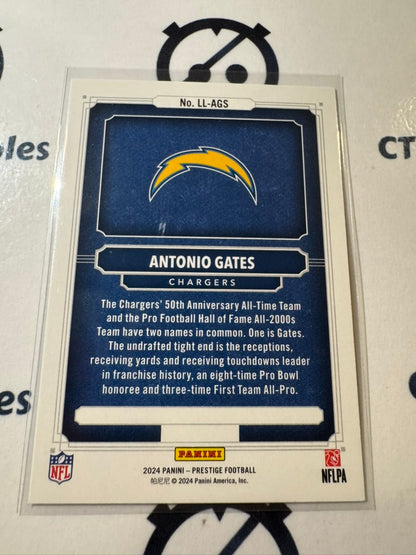 No. LL-AGS
CT
oles
ANTONIO GATES
CHARGERS
The Chargers' 50th Anniversary All-Time Team
and the Pro Football Hall of Fame All-2000s
Team have two names in common. One is Gates.
The undrafted tight end is the receptions,
receiving yards and receiving touchdowns leader
in franchise history, an eight-time Pro Bowl
honoree and three-time First Team All-Pro.
bles
CT
PANINI
NFL
2024 PANINI – PRESTIGE FOOTBALL
帕尼尼 © 2024 Panini America, Inc.
NFLPA